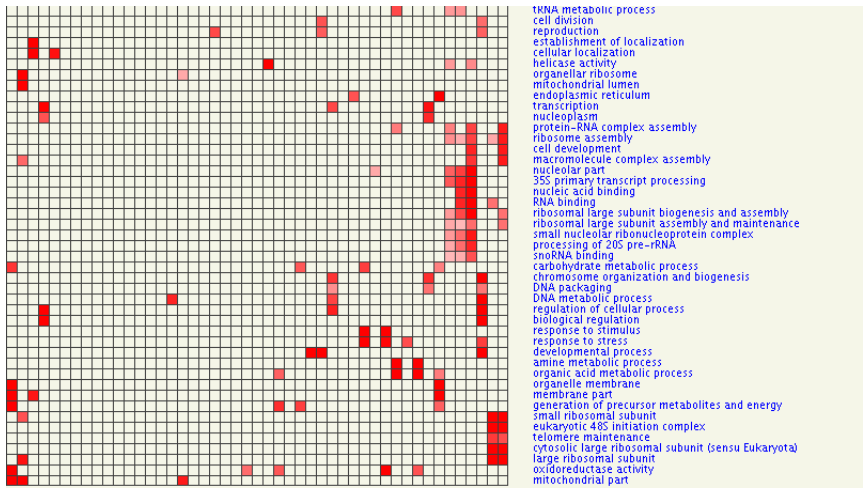 tRNA metabolic process
cell division
reproduction
establishment of localization
cellular localization
helicase activity
organellar ribosome
mitochondrial lumen
endoplasmic reticulum
transcription
nucleoplasm
protein-RNA complex assembly
ribosome assembly
cell development
macromolecule complex assembly
nucleolar part
35S primary transcript processing
nucleic acid binding
RNA binding
ribosomal large subunit biogenesis and assembly
ribosomal large subunit assembly and maintenance
small nucleolar ribonucleoprotein complex
processing of 20S pre-rRNA
snoRNA binding
carbohydrate metabolic process
chromosome organization and biogenesis
DNA packaging
DNA metabolic process
regulation of cellular process
biological regulation
response to stimulus
response to stress
developmental process
amine metabolic process
organic acid metabolic process
organelle membrane
membrane part
generation of precursor metabolites and energy
small ribosomal subunit
eukaryotic 48S initiation complex
telomere maintenance
cytosolic large ribosomal subunit (sensu Eukaryota)
large ribosomal subunit
oxidoreductase activity
mitochondrial part